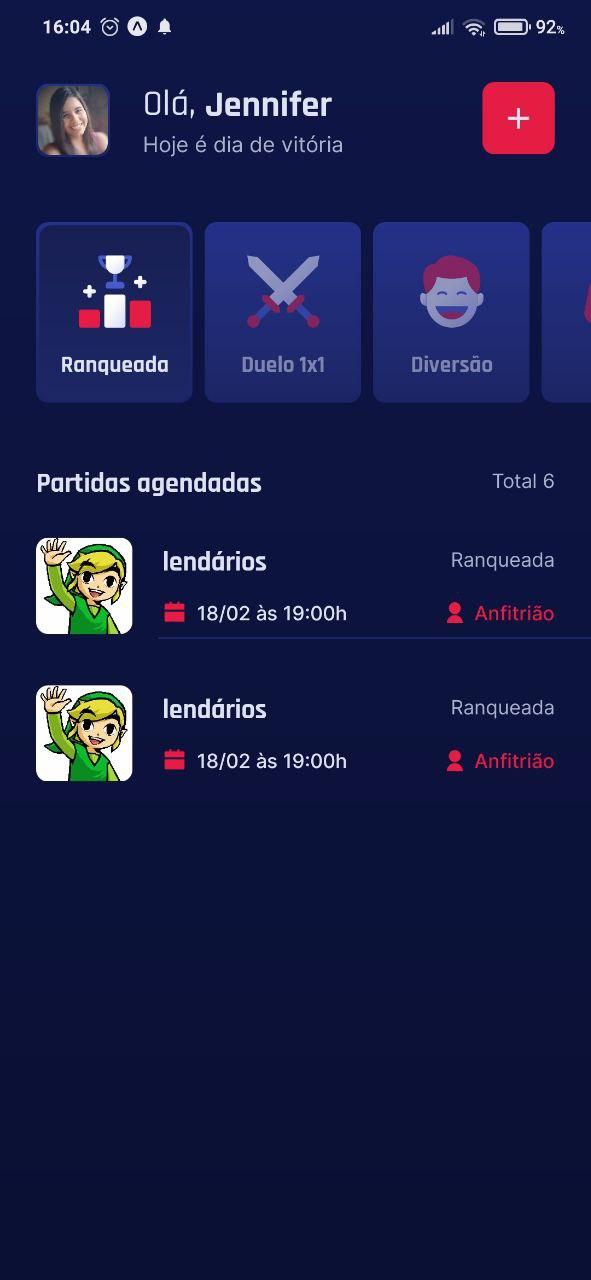 16:04 92%
Olá, Jennifer
Hoje é dia de vitória
Ranqueada Duelo 1x1 Diversão
Partidas agendadas Total 6
lendários Ranqueada
18/02 às 19:00h Anfitrião
lendários Ranqueada
18/02 às 19:00h Anfitrião